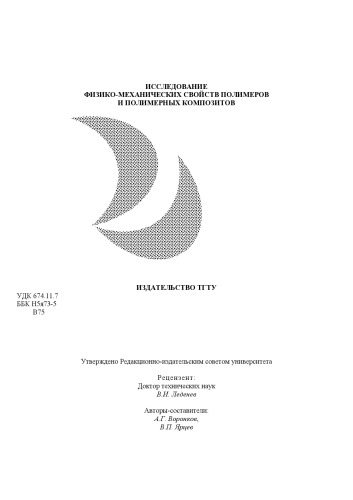 ИССЛЕДОВАНИЕ
ФИЗИКО-МЕХАНИЧЕСКИХ СВОЙСТВ ПОЛИМЕРОВ
И ПОЛИМЕРНЫХ КОМПОЗИТОВ
ИЗДАТЕЛЬСТВО ТГТУ
УДК 674.11.7
ББК Н5я73-5
В75
Утверждено Редакционно-издательским советом университета
Рецензент:
Доктор технических наук
В.И. Леденев
Авторы-составители:
А.Г. Воронков,
В.П. Ярцев